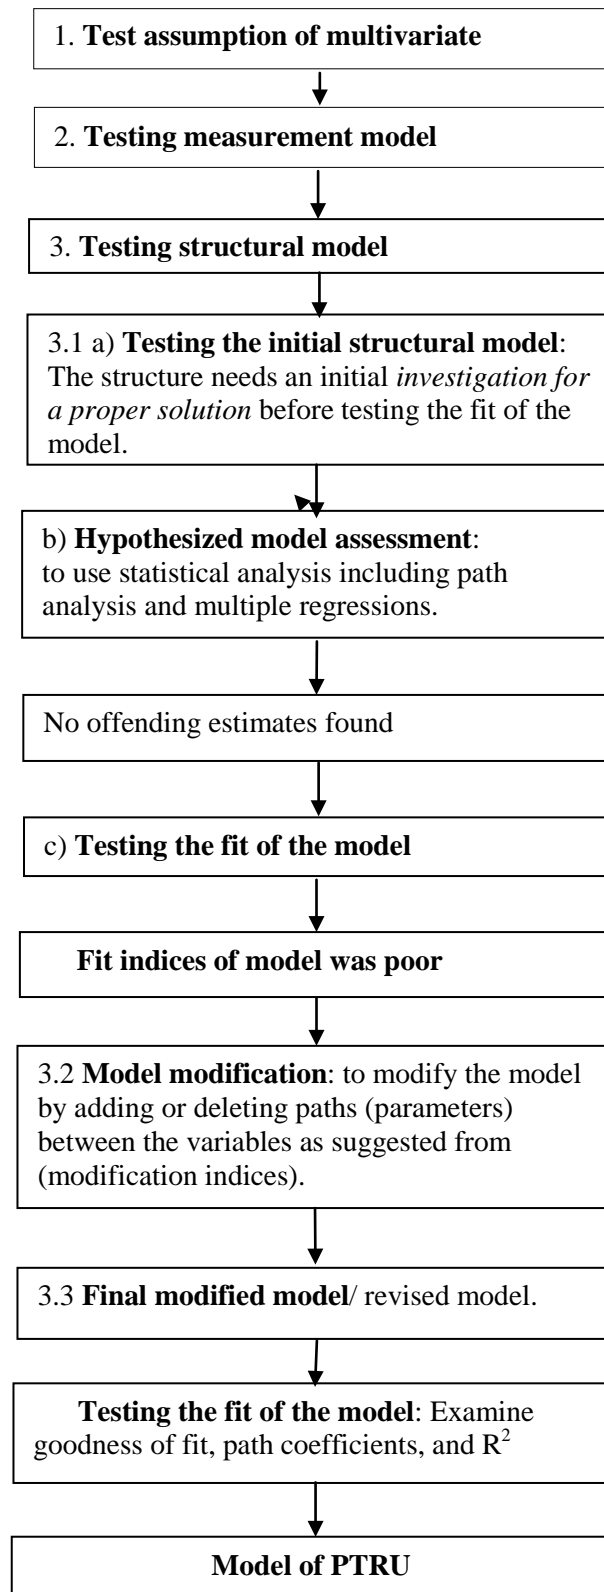 1. Test assumption of multivariate
2. Testing measurement model
3. Testing structural model
3.1 a) Testing the initial structural model:
The structure needs an initial investigation for
a proper solution before testing the fit of the
model.
b) Hypothesized model assessment:
to use statistical analysis including path
analysis and multiple regressions.
No offending estimates found
c) Testing the fit of the model
Fit indices of model was poor
3.2 Model modification: to modify the model
by adding or deleting paths (parameters)
between the variables as suggested from
(modification indices).
3.3 Final modified model/ revised model.
Testing the fit of the model: Examine
goodness of fit, path coefficients, and R²
Model of PTRU